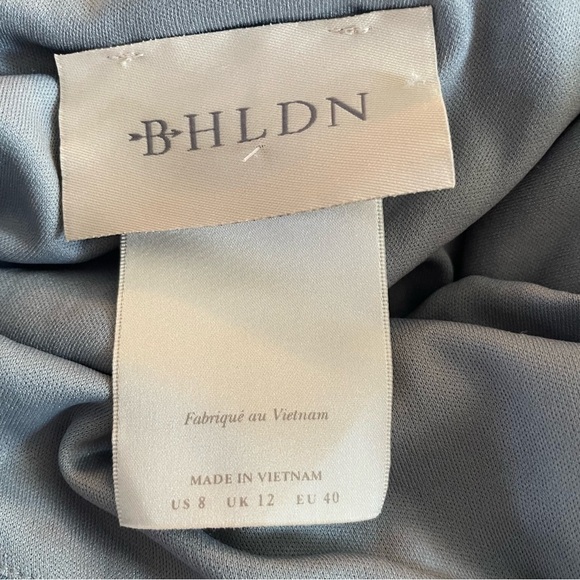 BHLDN
Fabriqué au Vietnam
MADE IN VIETNAM
US 8 UK 12 EU 40